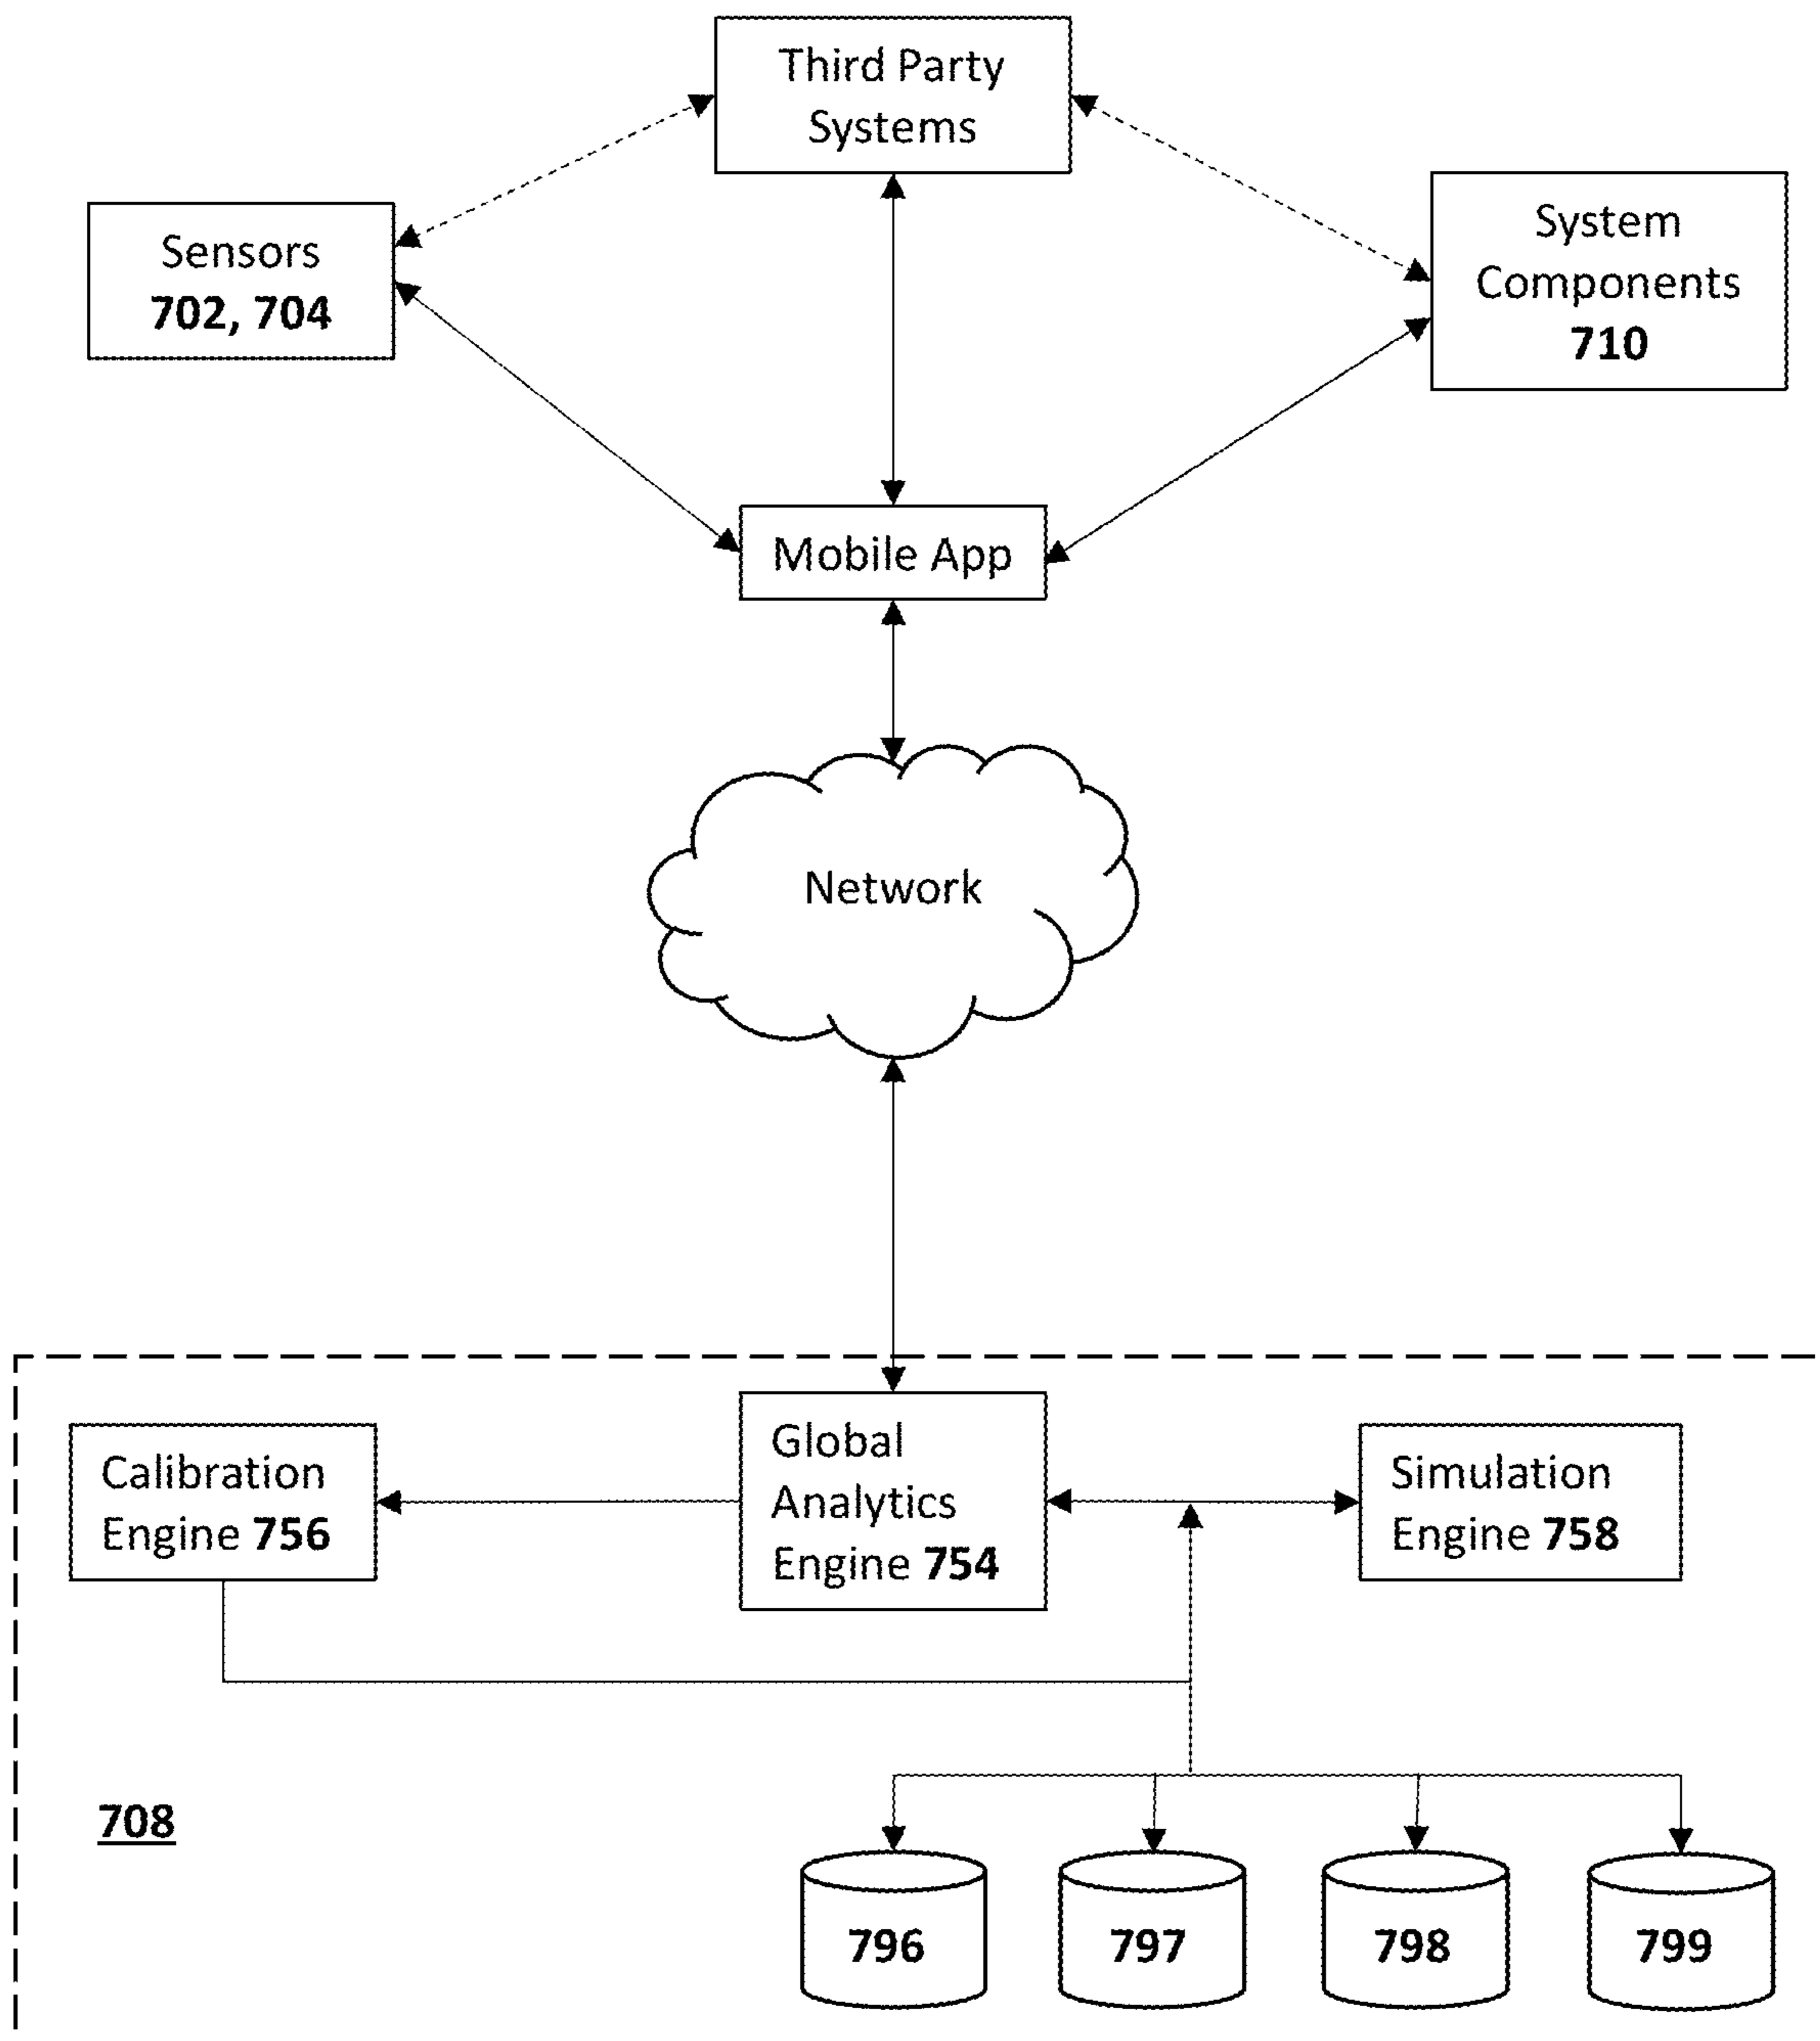 Third Party
Systems
Sensors
702, 704
System
Components
710
Mobile App
Network
Calibration
Engine 756
Global
Analytics
Engine 754
Simulation
Engine 758
708
796
797
798
799